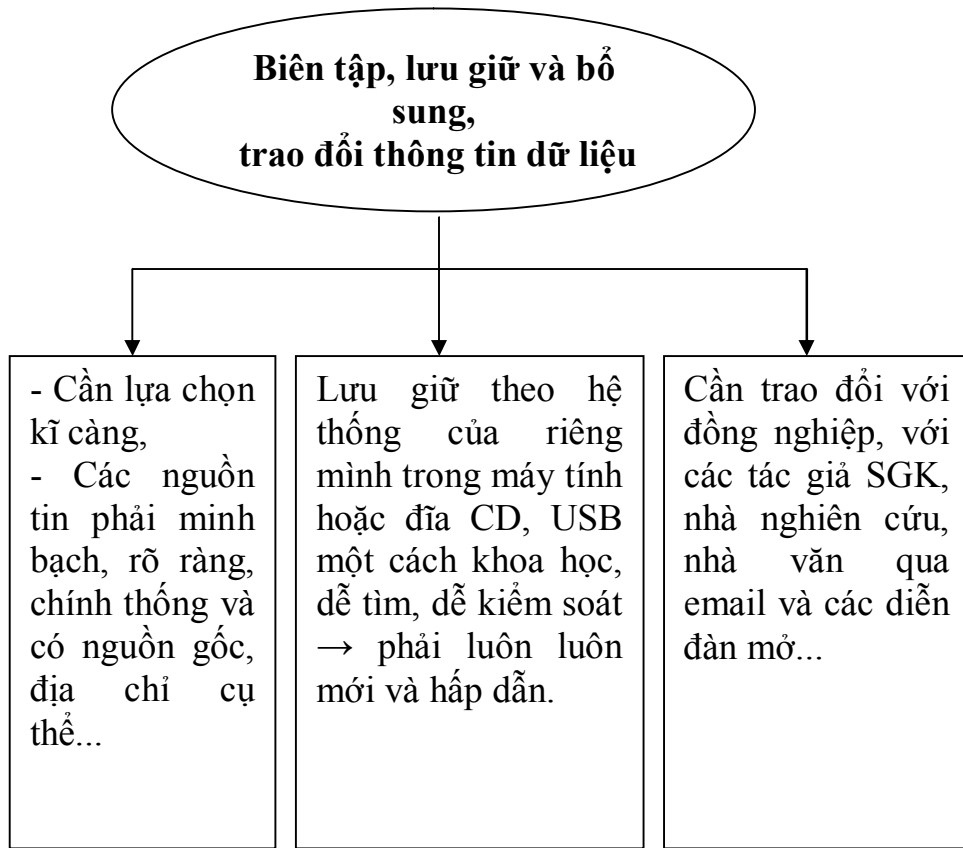 Biên tập, lưu giữ và bổ
sung,
trao đổi thông tin dữ liệu
- Cần lựa chọn
kĩ càng,
- Các nguồn
tin phải minh
bạch, rõ ràng,
chính thống và
có nguồn gốc,
địa chỉ cụ
thể...
Lưu giữ theo hệ
thống của riêng
mình trong máy tính
hoặc đĩa CD, USB
một cách khoa học,
dễ tìm, dễ kiểm soát
→ phải luôn luôn
mới và hấp dẫn.
Cần trao đổi với
đồng nghiệp, với
các tác giả SGK,
nhà nghiên cứu,
nhà văn qua
email và các diễn
đàn mở...